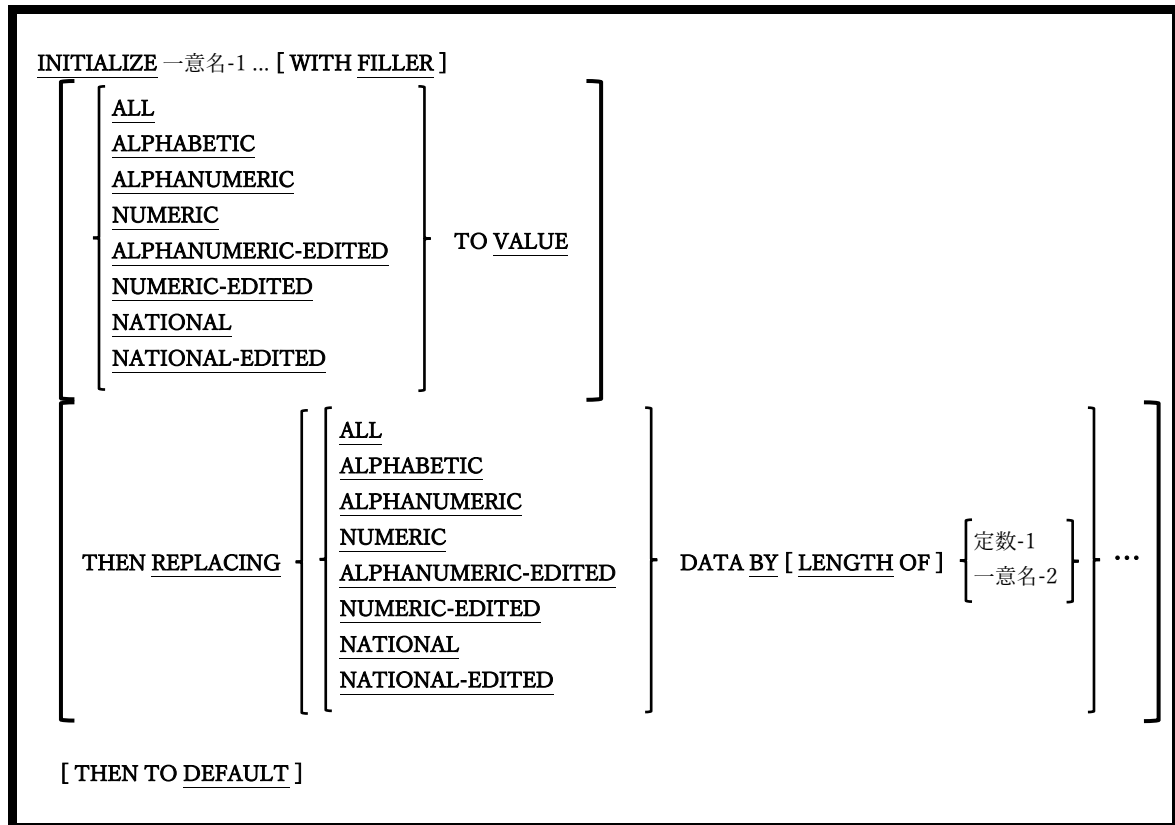 INITIALIZE 一意名-1 ... [ WITH FILLER ]
ALL
ALPHABETIC
ALPHANUMERIC
NUMERIC
ALPHANUMERIC-EDITED
NUMERIC-EDITED
NATIONAL
NATIONAL-EDITED
TO VALUE
THEN REPLACING
ALL
ALPHABETIC
ALPHANUMERIC
NUMERIC
ALPHANUMERIC-EDITED
NUMERIC-EDITED
NATIONAL
NATIONAL-EDITED
DATA BY [ LENGTH OF ]
定数-1
一意名-2
...
[ THEN TO DEFAULT ]